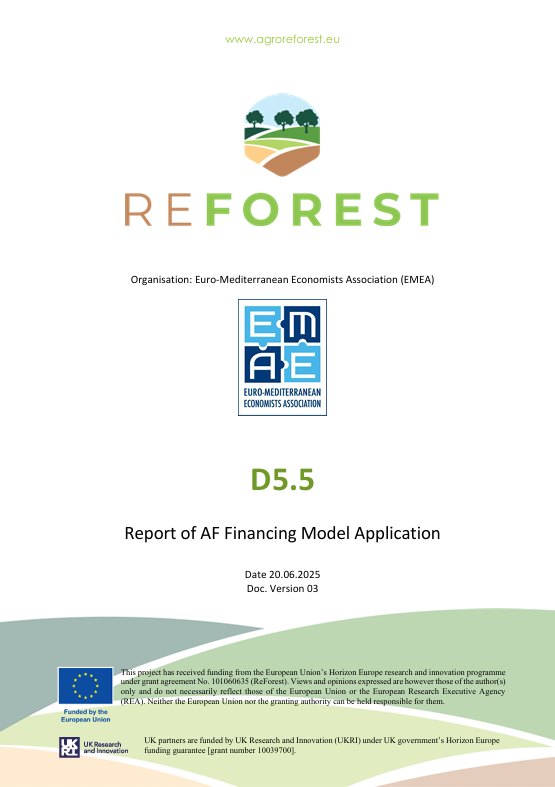 www.agroreforest.eu
REFOREST
Organisation: Euro-Mediterranean Economists Association (EMEA)
EM
AE
EURO-MEDITERRANEAN
ECONOMISTS ASSOCIATION
D5.5
Report of AF Financing Model Application
Date 20.06.2025
Doc. Version 03
This project has received funding from the European Union's Horizon Europe research and innovation programme
under grant agreement No. 101060635 (ReForest). Views and opinions expressed are however those of the author(s)
only and do not necessarily reflect those of the European Union or the European Research Executive Agency
(REA). Neither the European Union nor the granting authority can be held responsible for them.
Funded by the
European Union
UK
RI
UK Research
and Innovation
UK partners are funded by UK Research and Innovation (UKRI) under UK government's Horizon Europe
funding guarantee [grant number 10039700].